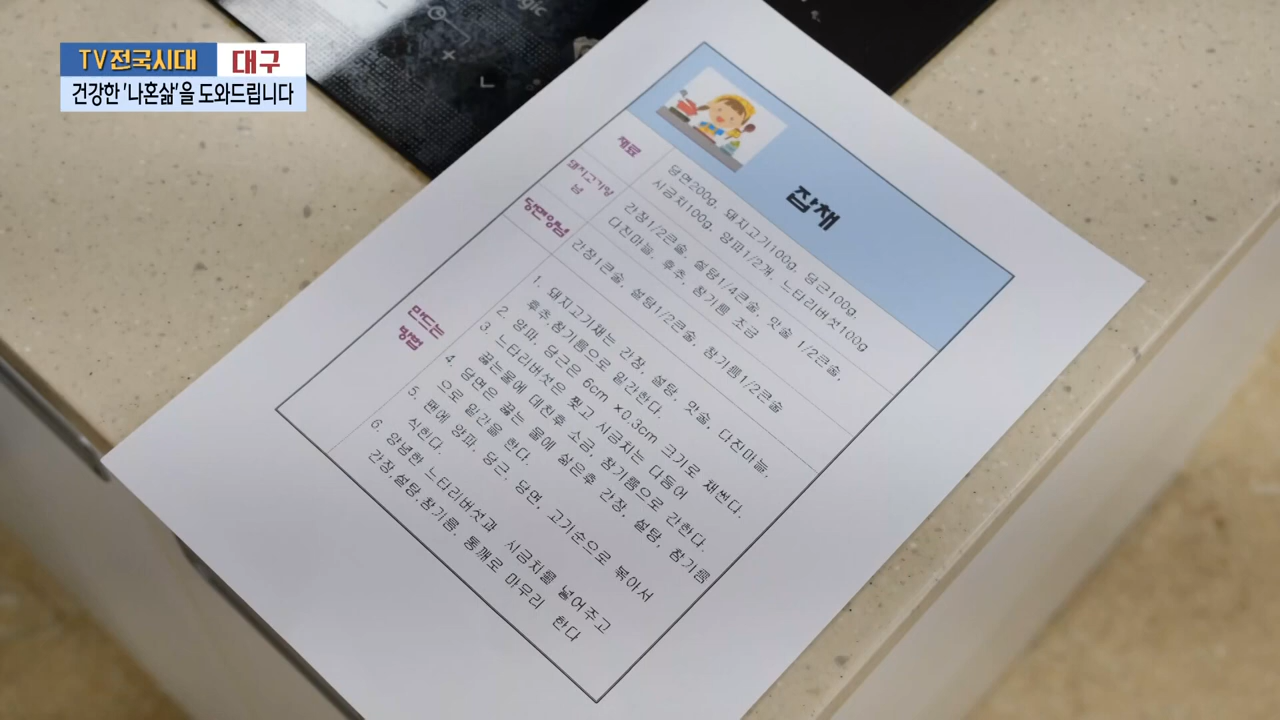 TV전국시대 대구
건강한 '나혼삶'을 도와드립니다
gic
잡채
재료
당면200g, 돼지고기100g, 당근100g,
시금치100g, 양파1/2개, 느타리버섯100g
돼지고기양
념
간장1/2큰술, 설탕1/4큰술, 맛술 1/2큰술,
다진마늘, 후추, 참기름 조금
당면양념
간장1큰술, 설탕1/2큰술, 참기름1/2큰술
만드는
방법
1. 돼지고기채는 간장, 설탕, 맛술, 다진마늘,
후추,참기름으로 밑간한다.
2. 양파, 당근은 6cm ×0.3cm 크기로 채썬다.
3. 느타리버섯은 찢고 시금치는 다듬어
끓는물에 대친후 소금, 참기름으로 간한다.
4. 당면은 끓는 물에 삶은후 간장, 설탕, 참기름
으로 밑간을 한다.
5. 팬에 양파, 당근, 당면, 고기순으로 볶아서
식힌다.
6. 양념한 느타리버섯과 시금치를 넣어주고
간장,설탕,참기름, 통깨로 마무리 한다